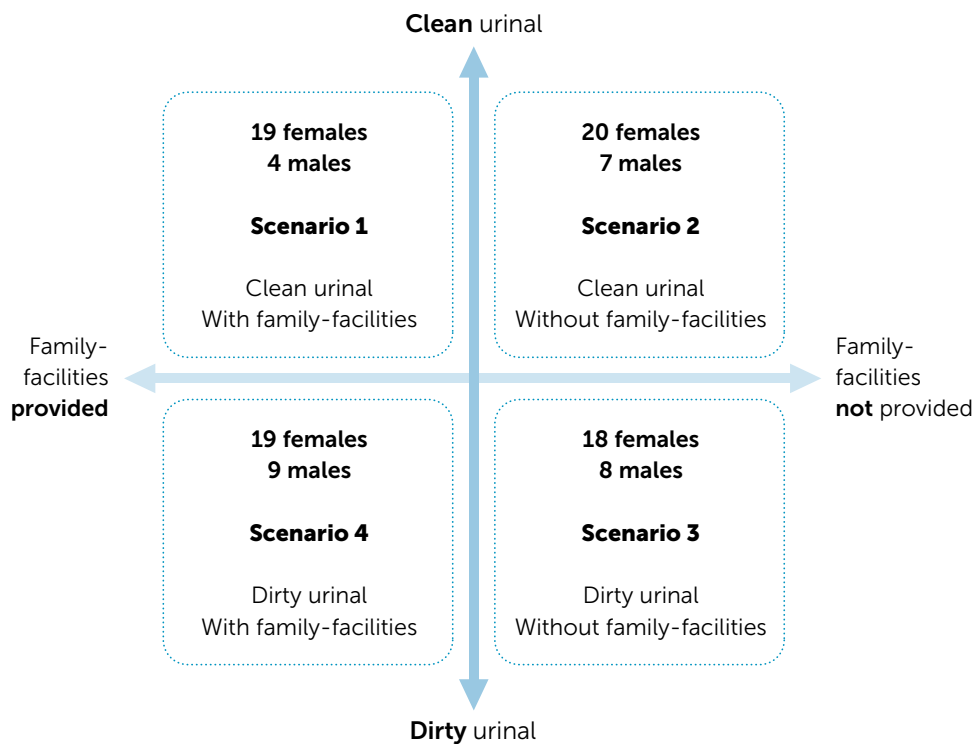 Clean urinal
19 females
4 males
Scenario 1
Clean urinal
With family-facilities
20 females
7 males
Scenario 2
Clean urinal
Without family-facilities
Family-
facilities
provided
Family-
facilities
not provided
19 females
9 males
Scenario 4
Dirty urinal
With family-facilities
18 females
8 males
Scenario 3
Dirty urinal
Without family-facilities
Dirty urinal